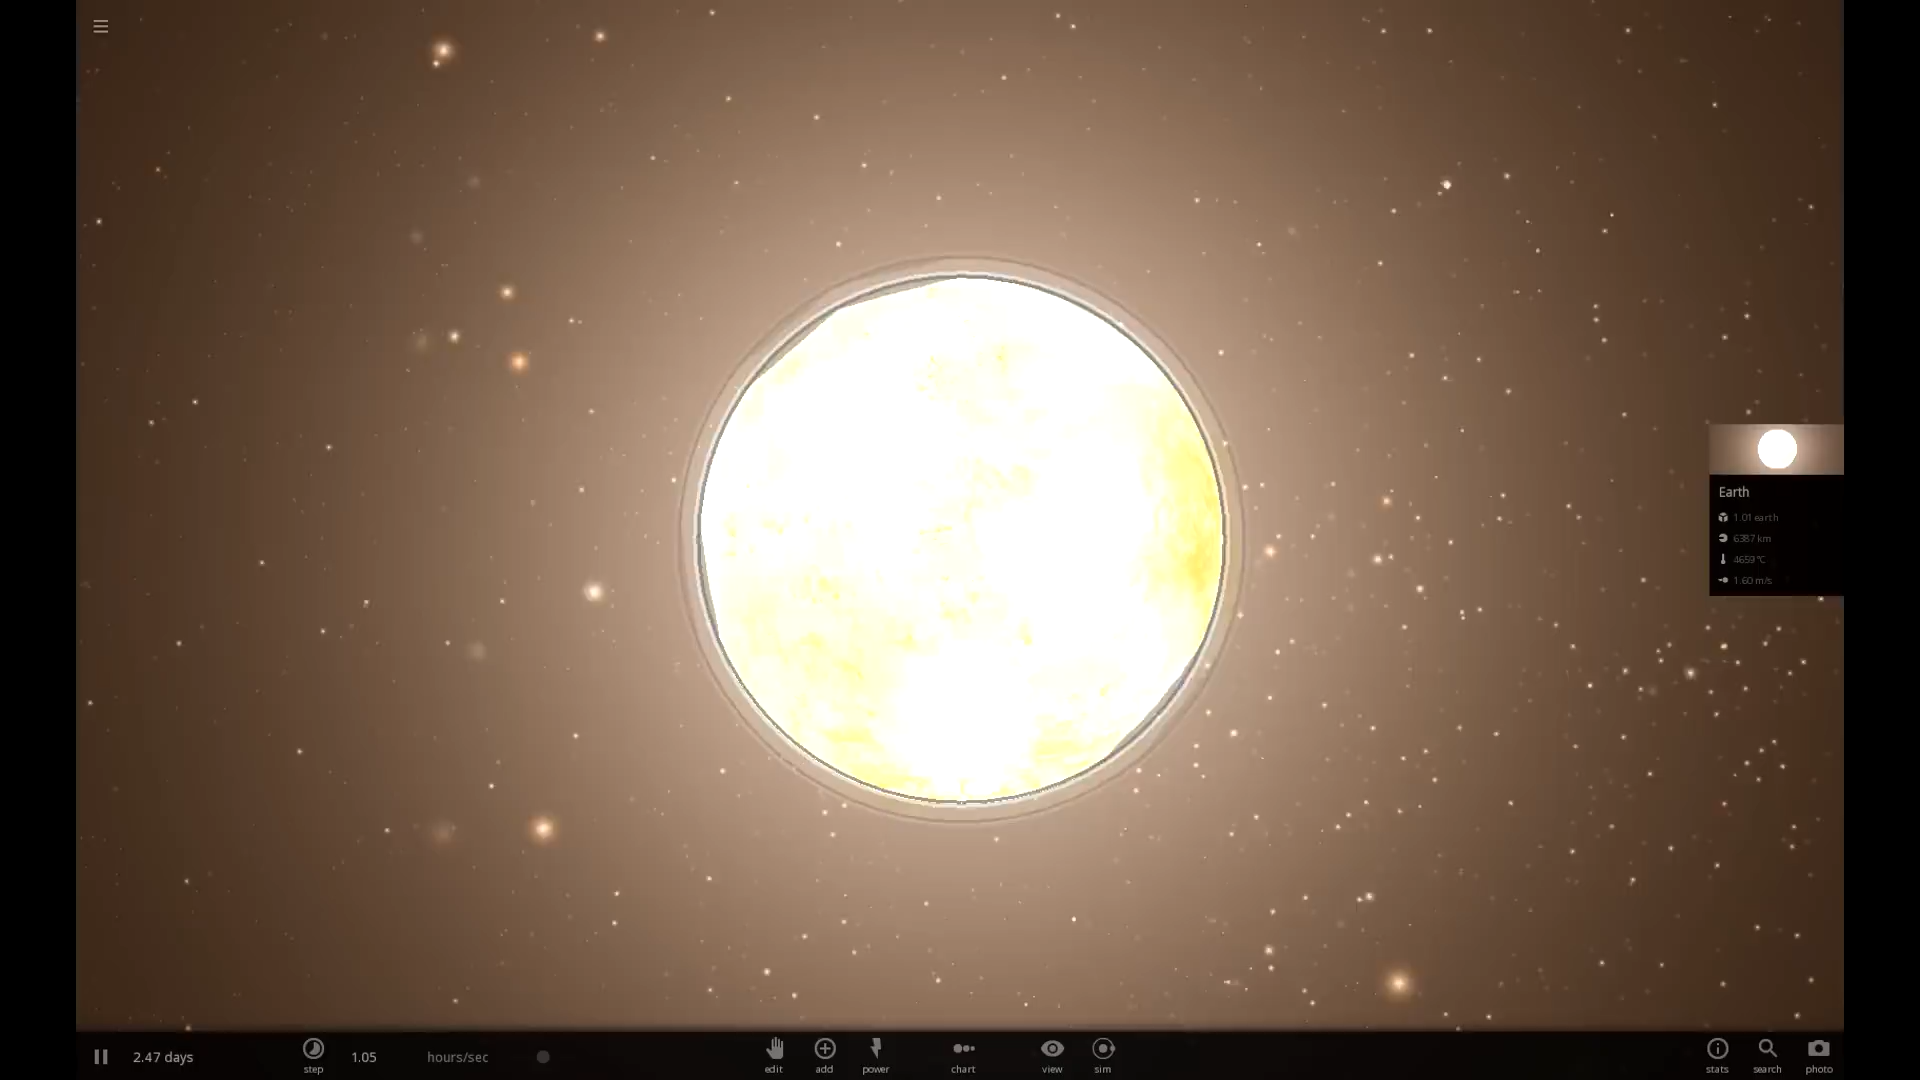 Earth
1.01 earth
6387 km
4659 °C
1.60 m/s
2.47 days
step
1.05
hours/sec
edit
add
power
chart
view
sim
stats
search
photo